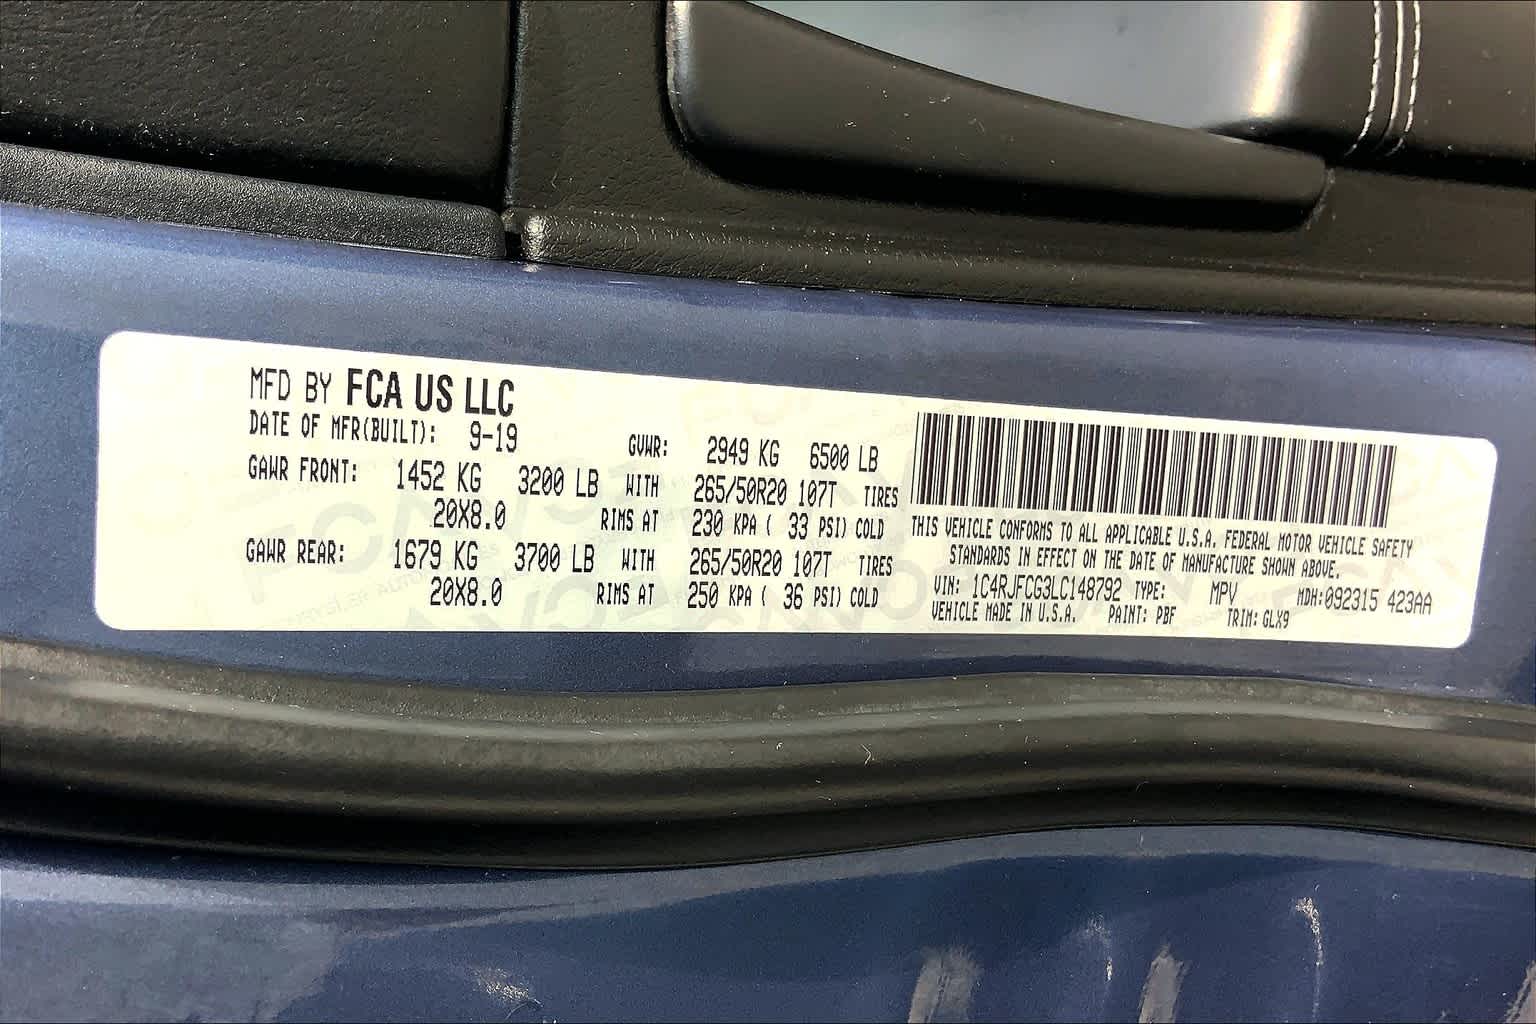 MFD BY FCA US LLC
DATE OF MFR(BUILT): 9-19 GVWR: 2949 KG 6500 LB
GAWR FRONT: 1452 KG 3200 LB WITH 265/50R20 107T TIRES
20X8.0 RIMS AT 230 KPA ( 33 PSI) COLD
GAWR REAR: 1679 KG 3700 LB WITH 265/50R20 107T TIRES
20X8.0 RIMS AT 250 KPA ( 36 PSI) COLD
THIS VEHICLE CONFORMS TO ALL APPLICABLE U.S.A. FEDERAL MOTOR VEHICLE SAFETY
STANDARDS IN EFFECT ON THE DATE OF MANUFACTURE SHOWN ABOVE.
VIN: 1C4RJFCG3LC148792 TYPE: MPV MDH:092315 423AA
VEHICLE MADE IN U.S.A. PAINT: PBF TRIM: GLX9